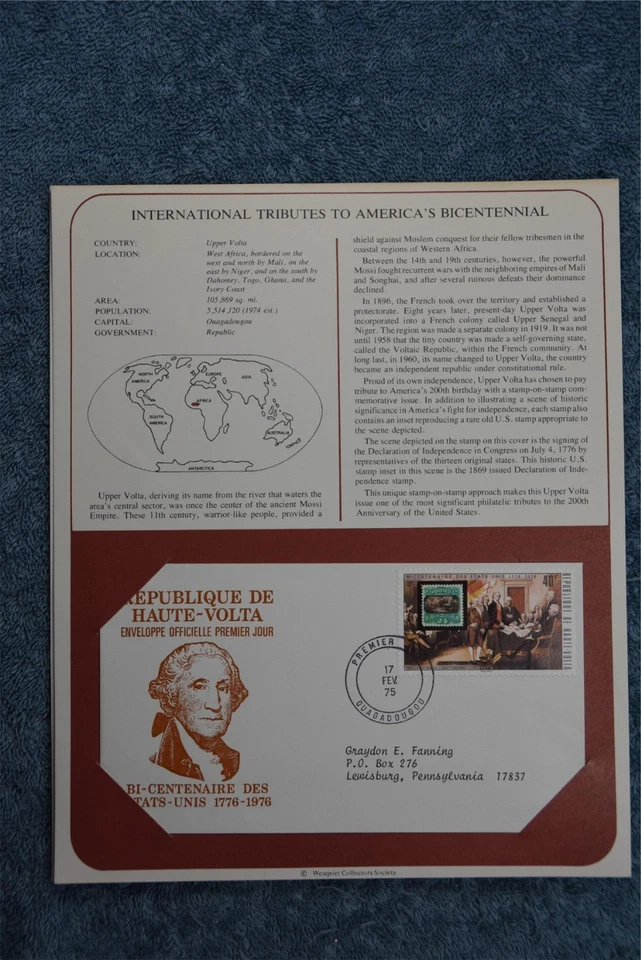 INTERNATIONAL TRIBUTES TO AMERICA'S BICENTENNIAL
COUNTRY: Upper Volta
LOCATION: West Africa, bordered on the
west and north by Mali, on the
east by Niger, and on the south by
Dahomey, Togo, Ghana, and the
Ivory Coast
AREA: 105,869 sq. mi.
POPULATION: 5,514,120 (1974 est.)
CAPITAL: Ouagadougou
GOVERNMENT: Republic
NORTH
AMERICA
EUROPE
ASIA
AFRICA
SOUTH
AMERICA
AUSTRALIA
ANTARCTICA
Upper Volta, deriving its name from the river that waters the
area's central sector, was once the center of the ancient Mossi
Empire. These 11th century, warrior-like people, provided a
shield against Moslem conquest for their fellow tribesmen in the
coastal regions of Western Africa.
Between the 14th and 19th centuries, however, the powerful
Mossi fought recurrent wars with the neighboring empires of Mali
and Songhai, and after several ruinous defeats their dominance
declined.
In 1896, the French took over the territory and established a
protectorate. Eight years later, present-day Upper Volta was
incorporated into a French colony called Upper Senegal and
Niger. The region was made a separate colony in 1919. It was not
until 1958 that the tiny country was made a self-governing state,
called the Voltaic Republic, within the French community. At
long last, in 1960, its name changed to Upper Volta, the country
became an independent republic under constitutional rule.
Proud of its own independence, Upper Volta has chosen to pay
tribute to America's 200th birthday with a stamp-on-stamp com-
memorative issue. In addition to illustrating a scene of historic
significance in America's fight for independence, each stamp also
contains an inset reproducing a rare old U.S. stamp appropriate to
the scene depicted.
The scene depicted on the stamp on this cover is the signing of
the Declaration of Independence in Congress on July 4, 1776 by
representatives of the thirteen original states. This historic U.S.
stamp inset in this scene is the 1869 issued Declaration of Inde-
pendence stamp.
This unique stamp-on-stamp approach makes this Upper Volta
issue one of the most significant philatelic tributes to the 200th
Anniversary of the United States.
REPUBLIQUE DE
HAUTE-VOLTA
ENVELOPPE OFFICIELLE PREMIER JOUR
BI-CENTENAIRE DES
ETATS-UNIS 1776-1976
BI-CENTENAIRE DES ETATS-UNIS 1776-1976
40F
REPUBLIQUE DE HAUTE-VOLTA
PREMIER
17
FEV.
75
OUAGADOUGOU
Graydon E. Fanning
P.O. Box 276
Lewisburg, Pennsylvania 17837
© Westport Collectors Society